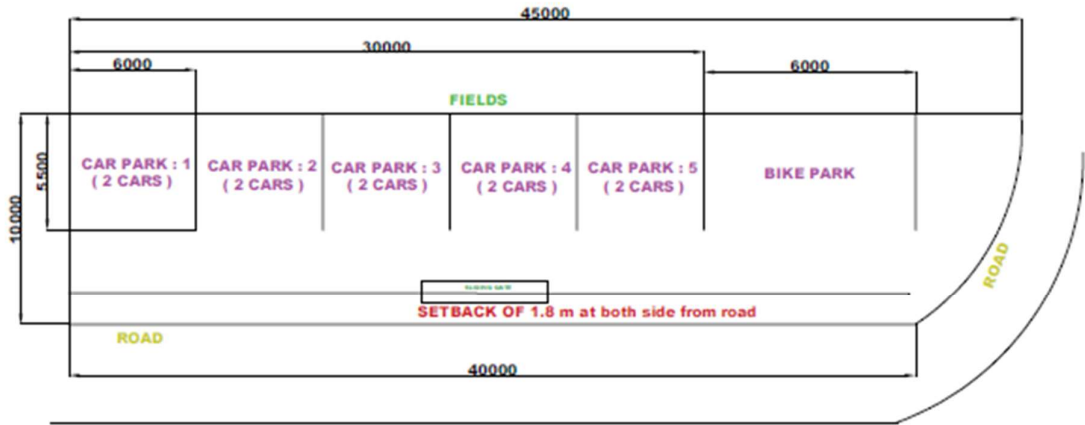 45000
30000
6000
6000
FIELDS
CAR PARK : 1
( 2 CARS )
CAR PARK : 2
( 2 CARS )
CAR PARK : 3
( 2 CARS )
CAR PARK : 4
( 2 CARS )
CAR PARK : 5
( 2 CARS )
BIKE PARK
5500
10000
ROAD
SETBACK OF 1.8 m at both side from road
ROAD
40000